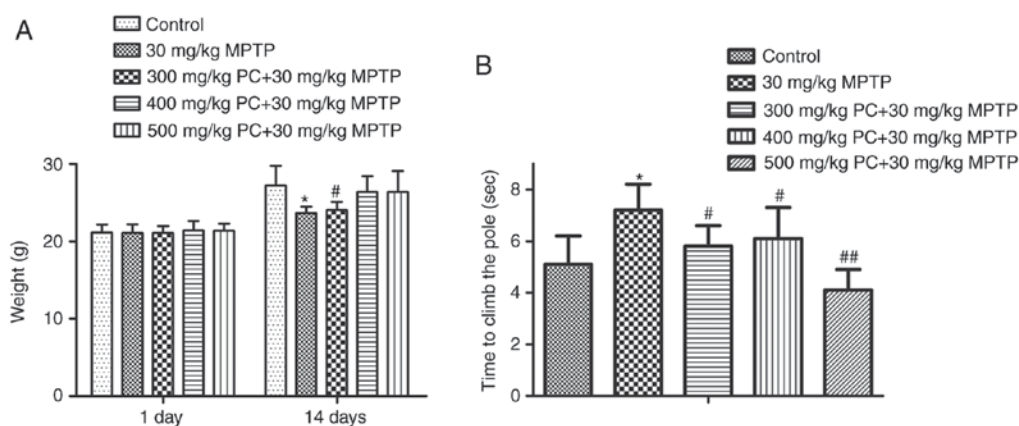 A
Control
30 mg/kg MPTP
300 mg/kg PC+30 mg/kg MPTP
400 mg/kg PC+30 mg/kg MPTP
500 mg/kg PC+30 mg/kg MPTP
Weight (g)
30
20
10
0
*
#
1 day
14 days
B
Control
30 mg/kg MPTP
300 mg/kg PC+30 mg/kg MPTP
400 mg/kg PC+30 mg/kg MPTP
500 mg/kg PC+30 mg/kg MPTP
Time to climb the pole (sec)
8
6
4
2
0
*
#
#
##